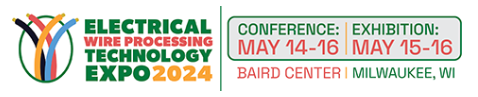 ELECTRICAL
WIRE PROCESSING
TECHNOLOGY
EXPO2024
CONFERENCE: EXHIBITION:
MAY 14-16 MAY 15-16
BAIRD CENTER MILWAUKEE, WI